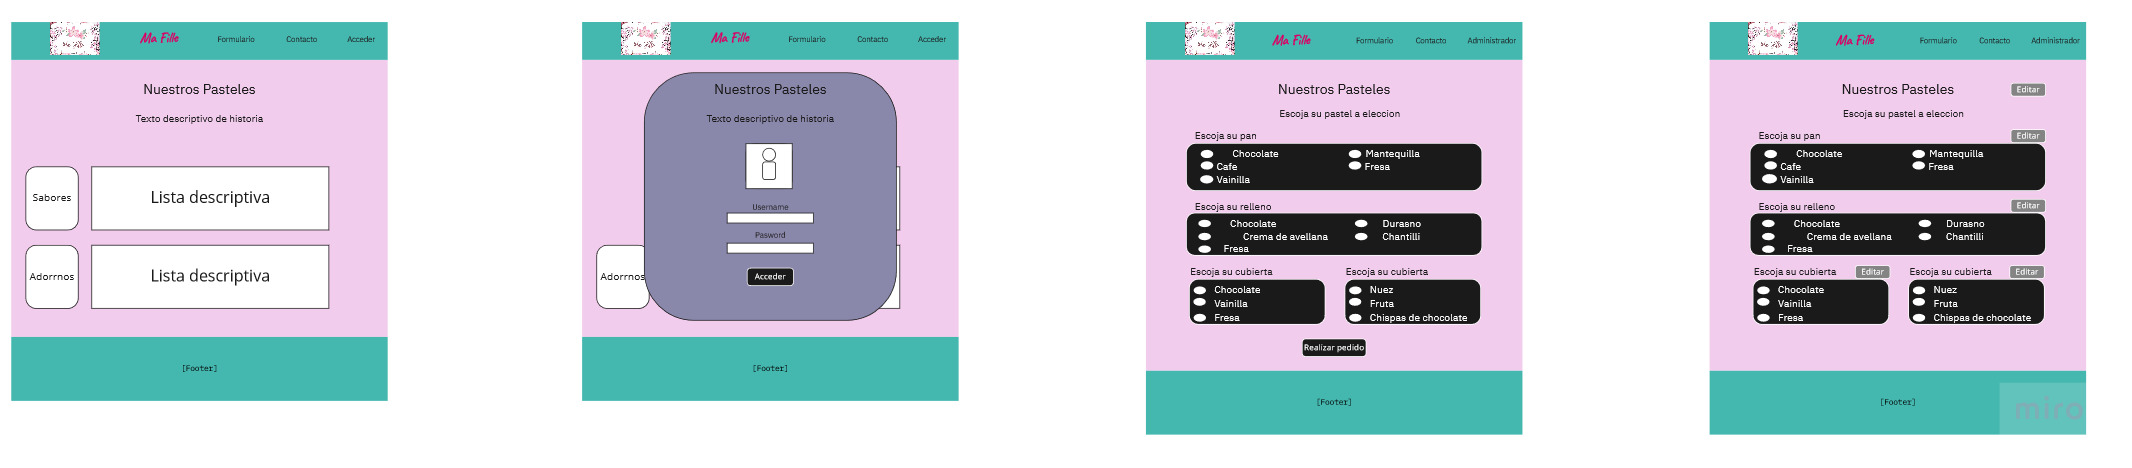 Ma Fille Formulario Contacto Acceder
Nuestros Pasteles
Texto descriptivo de historia
Sabores Lista descriptiva
Adorrnos Lista descriptiva
[Footer]
Ma Fille Formulario Contacto Acceder
Nuestros Pasteles
Texto descriptivo de historia
Username
Pasword
Adorrnos
Acceder
[Footer]
Ma Fille Formulario Contacto Administrador
Nuestros Pasteles
Escoja su pastel a eleccion
Escoja su pan
Chocolate Mantequilla
Cafe Fresa
Vainilla
Escoja su relleno
Chocolate Durasno
Crema de avellana Chantilli
Fresa
Escoja su cubierta Escoja su cubierta
Chocolate Nuez
Vainilla Fruta
Fresa Chispas de chocolate
Realizar pedido
[Footer]
Ma Fille Formulario Contacto Administrador
Nuestros Pasteles Editar
Escoja su pastel a eleccion
Escoja su pan Editar
Chocolate Mantequilla
Cafe Fresa
Vainilla
Escoja su relleno Editar
Chocolate Durasno
Crema de avellana Chantilli
Fresa
Escoja su cubierta Editar Escoja su cubierta Editar
Chocolate Nuez
Vainilla Fruta
Fresa Chispas de chocolate
[Footer]
miro